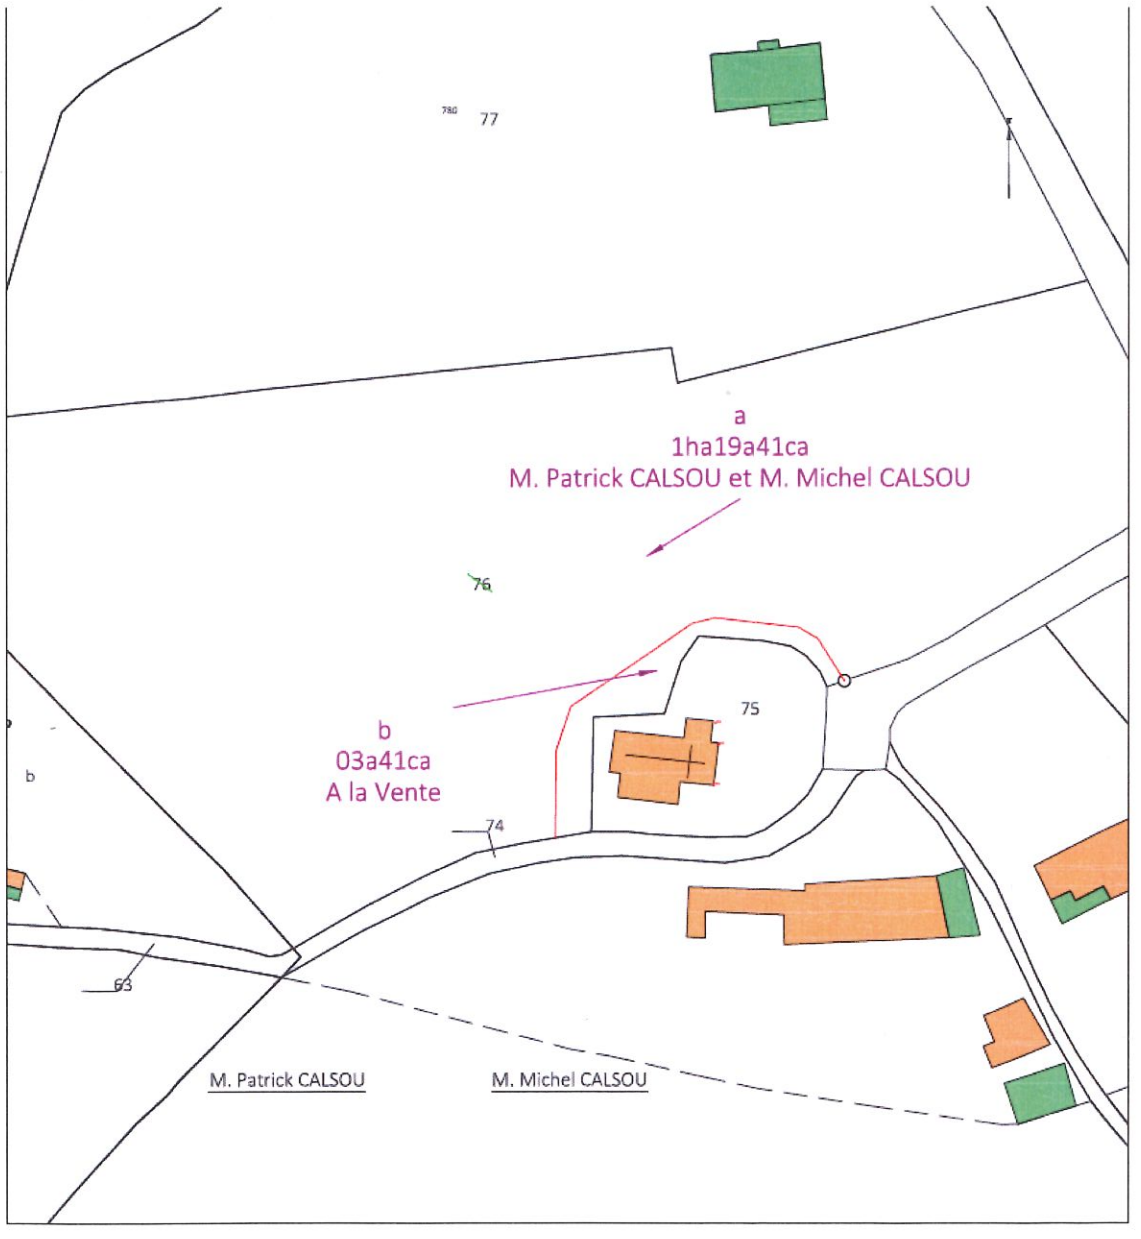 780 77
a
1ha19a41ca
M. Patrick CALSOU et M. Michel CALSOU
76
75
b
03a41ca
A la Vente
b
74
63
M. Patrick CALSOU
M. Michel CALSOU